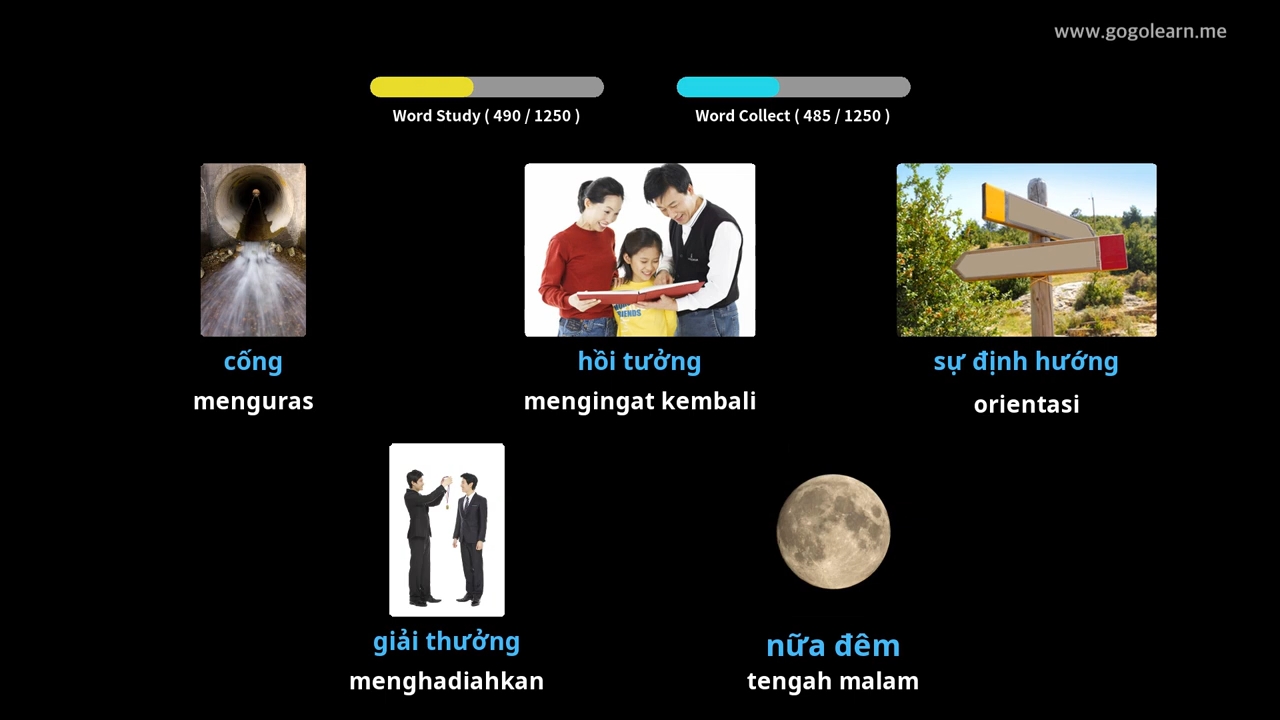 www.gogolearn.me
Word Study ( 490 / 1250 )
Word Collect ( 485 / 1250 )
cống
menguras
hồi tưởng
mengingat kembali
sự định hướng
orientasi
giải thưởng
menghadiahkan
nữa đêm
tengah malam